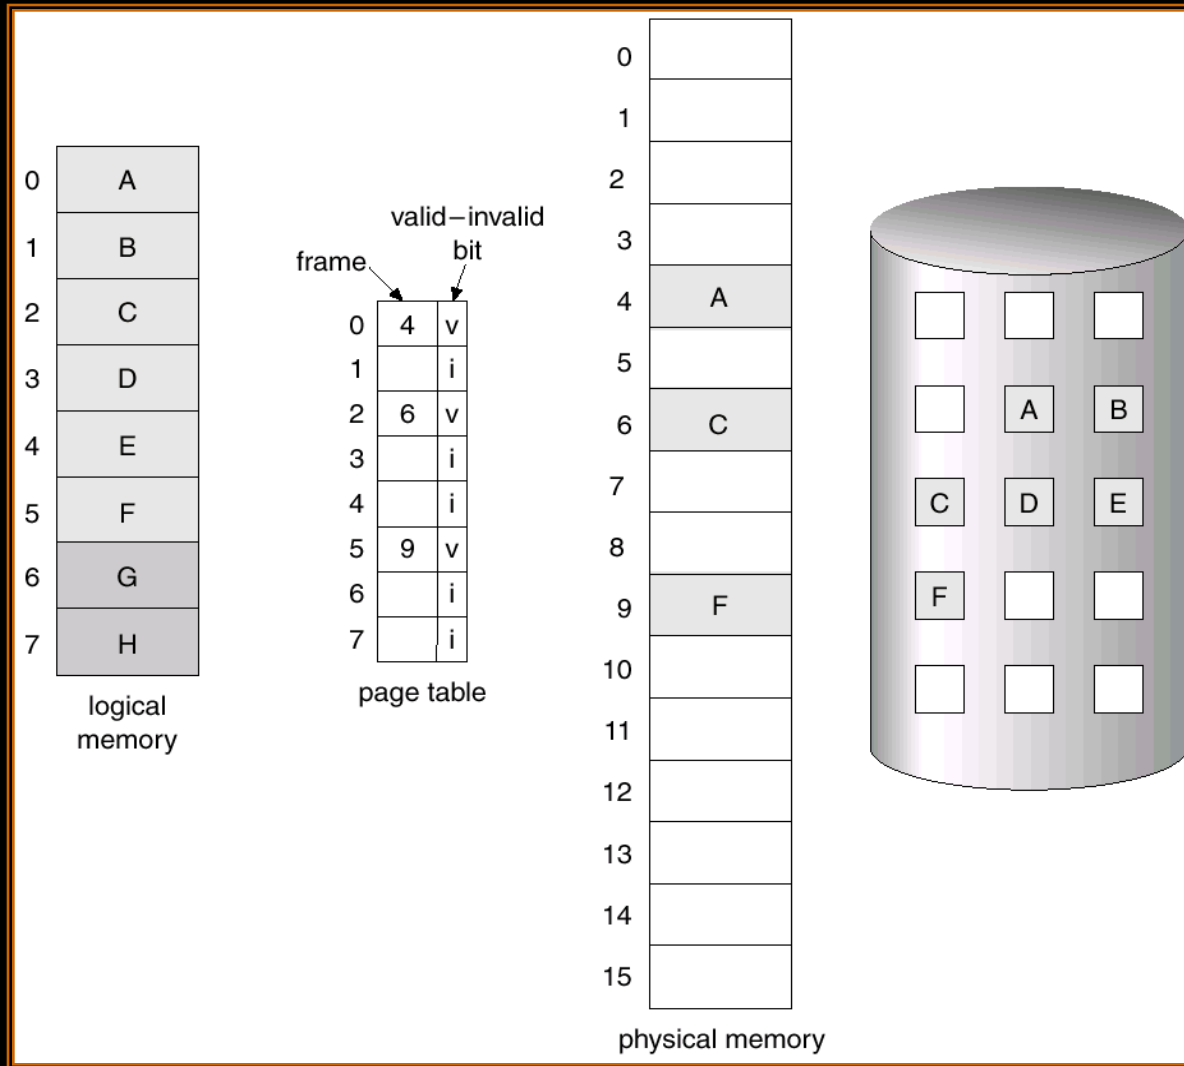 0 A
1 B
2 C
3 D
4 E
5 F
6 G
7 H
logical
memory
valid–invalid
bit
frame
0 4 v
1 i
2 6 v
3 i
4 i
5 9 v
6 i
7 i
page table
0
1
2
3
4 A
5
6 C
7
8
9 F
10
11
12
13
14
15
physical memory
A B
C D E
F